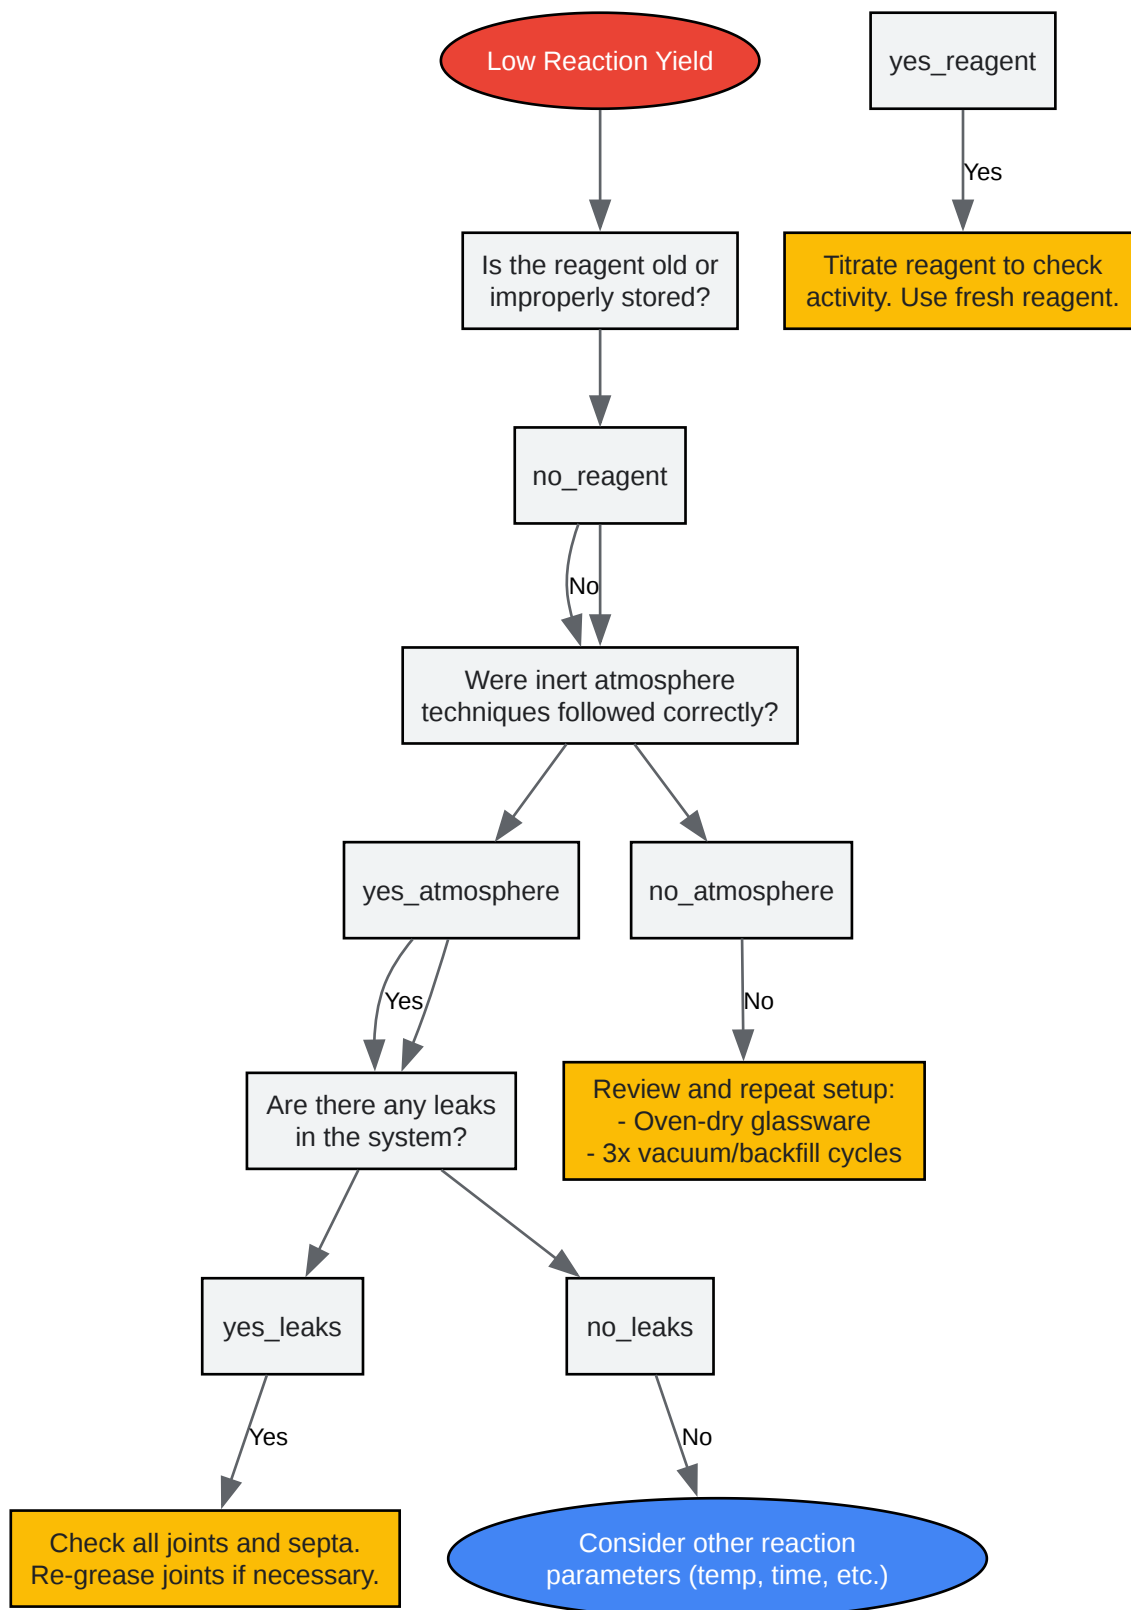 Low Reaction Yield
yes_reagent
Yes
Is the reagent old or
improperly stored?
Titrate reagent to check
activity. Use fresh reagent.
no_reagent
No
Were inert atmosphere
techniques followed correctly?
yes_atmosphere
no_atmosphere
Yes
No
Are there any leaks
in the system?
Review and repeat setup:
- Oven-dry glassware
- 3x vacuum/backfill cycles
yes_leaks
no_leaks
Yes
No
Check all joints and septa.
Re-grease joints if necessary.
Consider other reaction
parameters (temp, time, etc.)